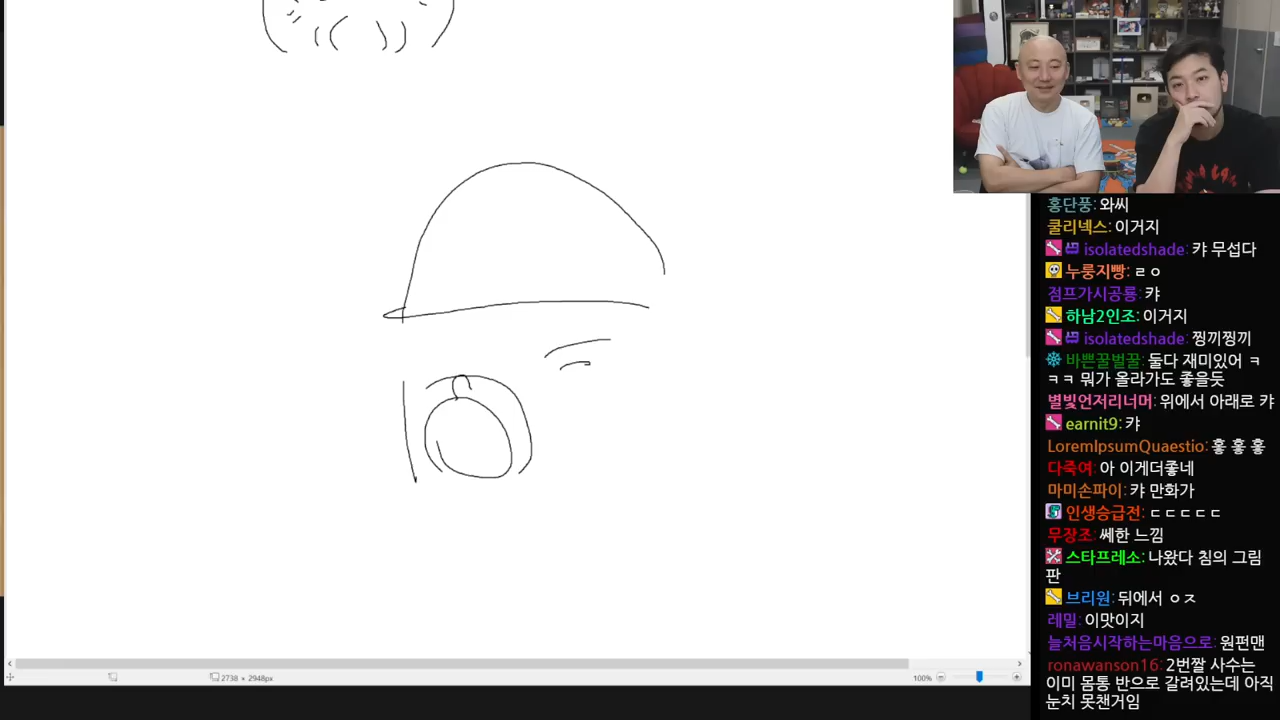 홍단풍: 와씨
쿨리넥스: 이거지
isolatedshade: 캬 무섭다
누룽지빵: ㄹㅇ
점프가시공룡: 캬
하남2인조: 이거지
isolatedshade: 찡끼찡끼
바쁜꿀벌꿀: 둘다 재미있어 ㅋ
ㅋㅋ 뭐가 올라가도 좋을듯
별빛언저리너머: 위에서 아래로 캬
earnit9: 캬
LoremIpsumQuaestio: 홍 홍 홍
다죽여: 아 이게더좋네
마미손파이: 캬 만화가
인생승급전: ㄷㄷㄷㄷㄷ
무장조: 쎄한 느낌
스타프레소: 나왔다 침의 그림
판
브리원: 뒤에서 ㅇㅈ
레밀: 이맛이지
늘처음시작하는마음으로: 원펀맨
ronawanson16: 2번짤 사수는
이미 몸통 반으로 갈려있는데 아직
눈치 못챈거임
2738 × 2948px
100%